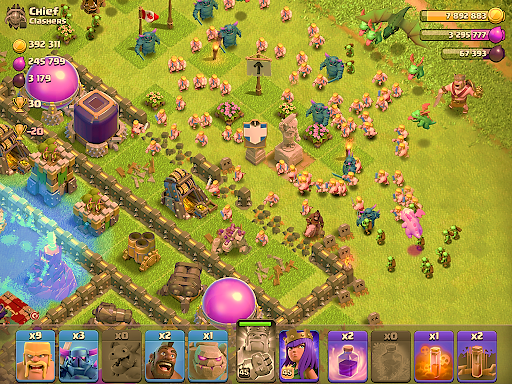 Chief
Clashers
392 311
245 799
3 179
30
-20
7 892 883
3 295 777
67 393
x9
x3
x0
x2
x1
45
45
x2
x0
x1
x2